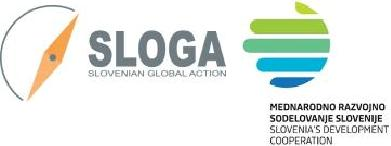 SLOGA
SLOVENIAN GLOBAL ACTION
MEDNARODNO RAZVOJNO
SODELOVANJE SLOVENIJE
SLOVENIA'S DEVELOPMENT
COOPERATION